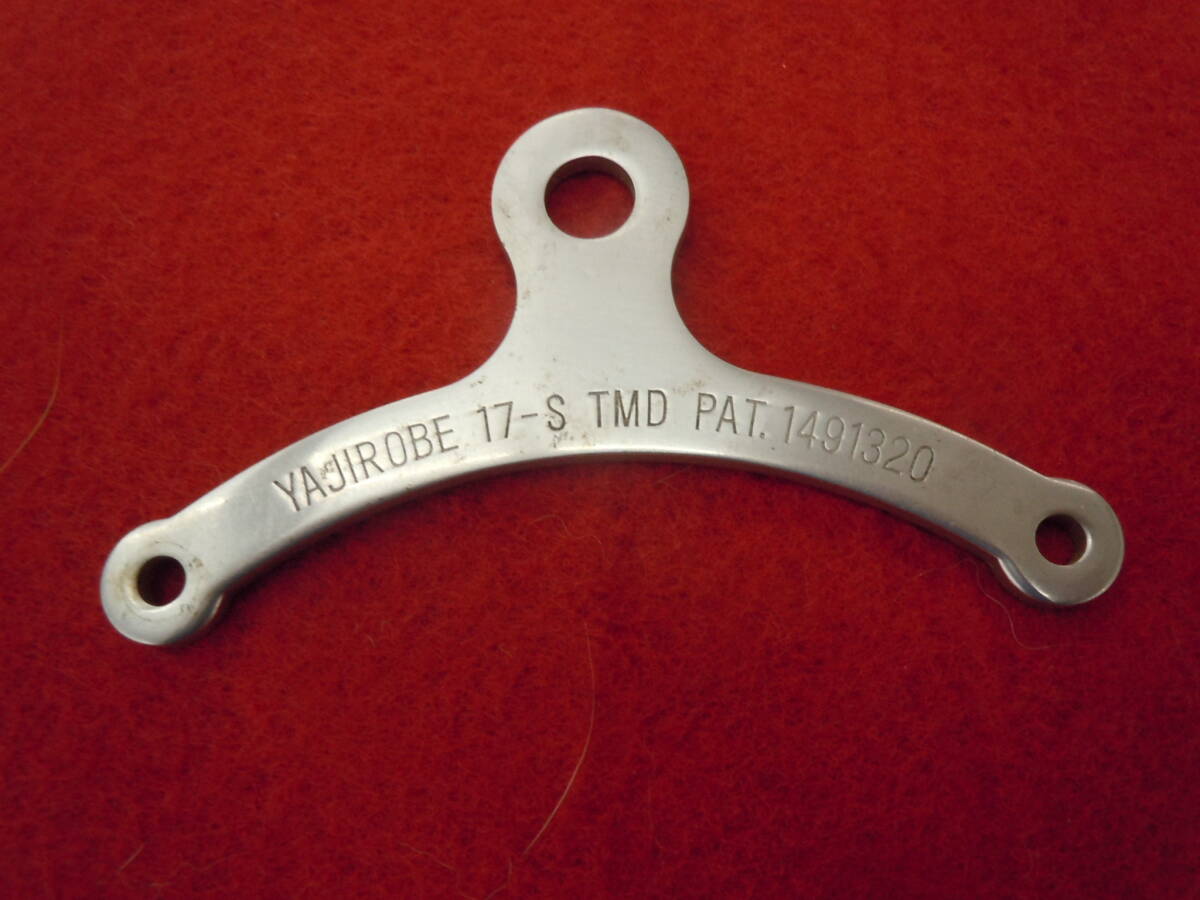 YAJIROBE 17-S TMD PAT.1491320